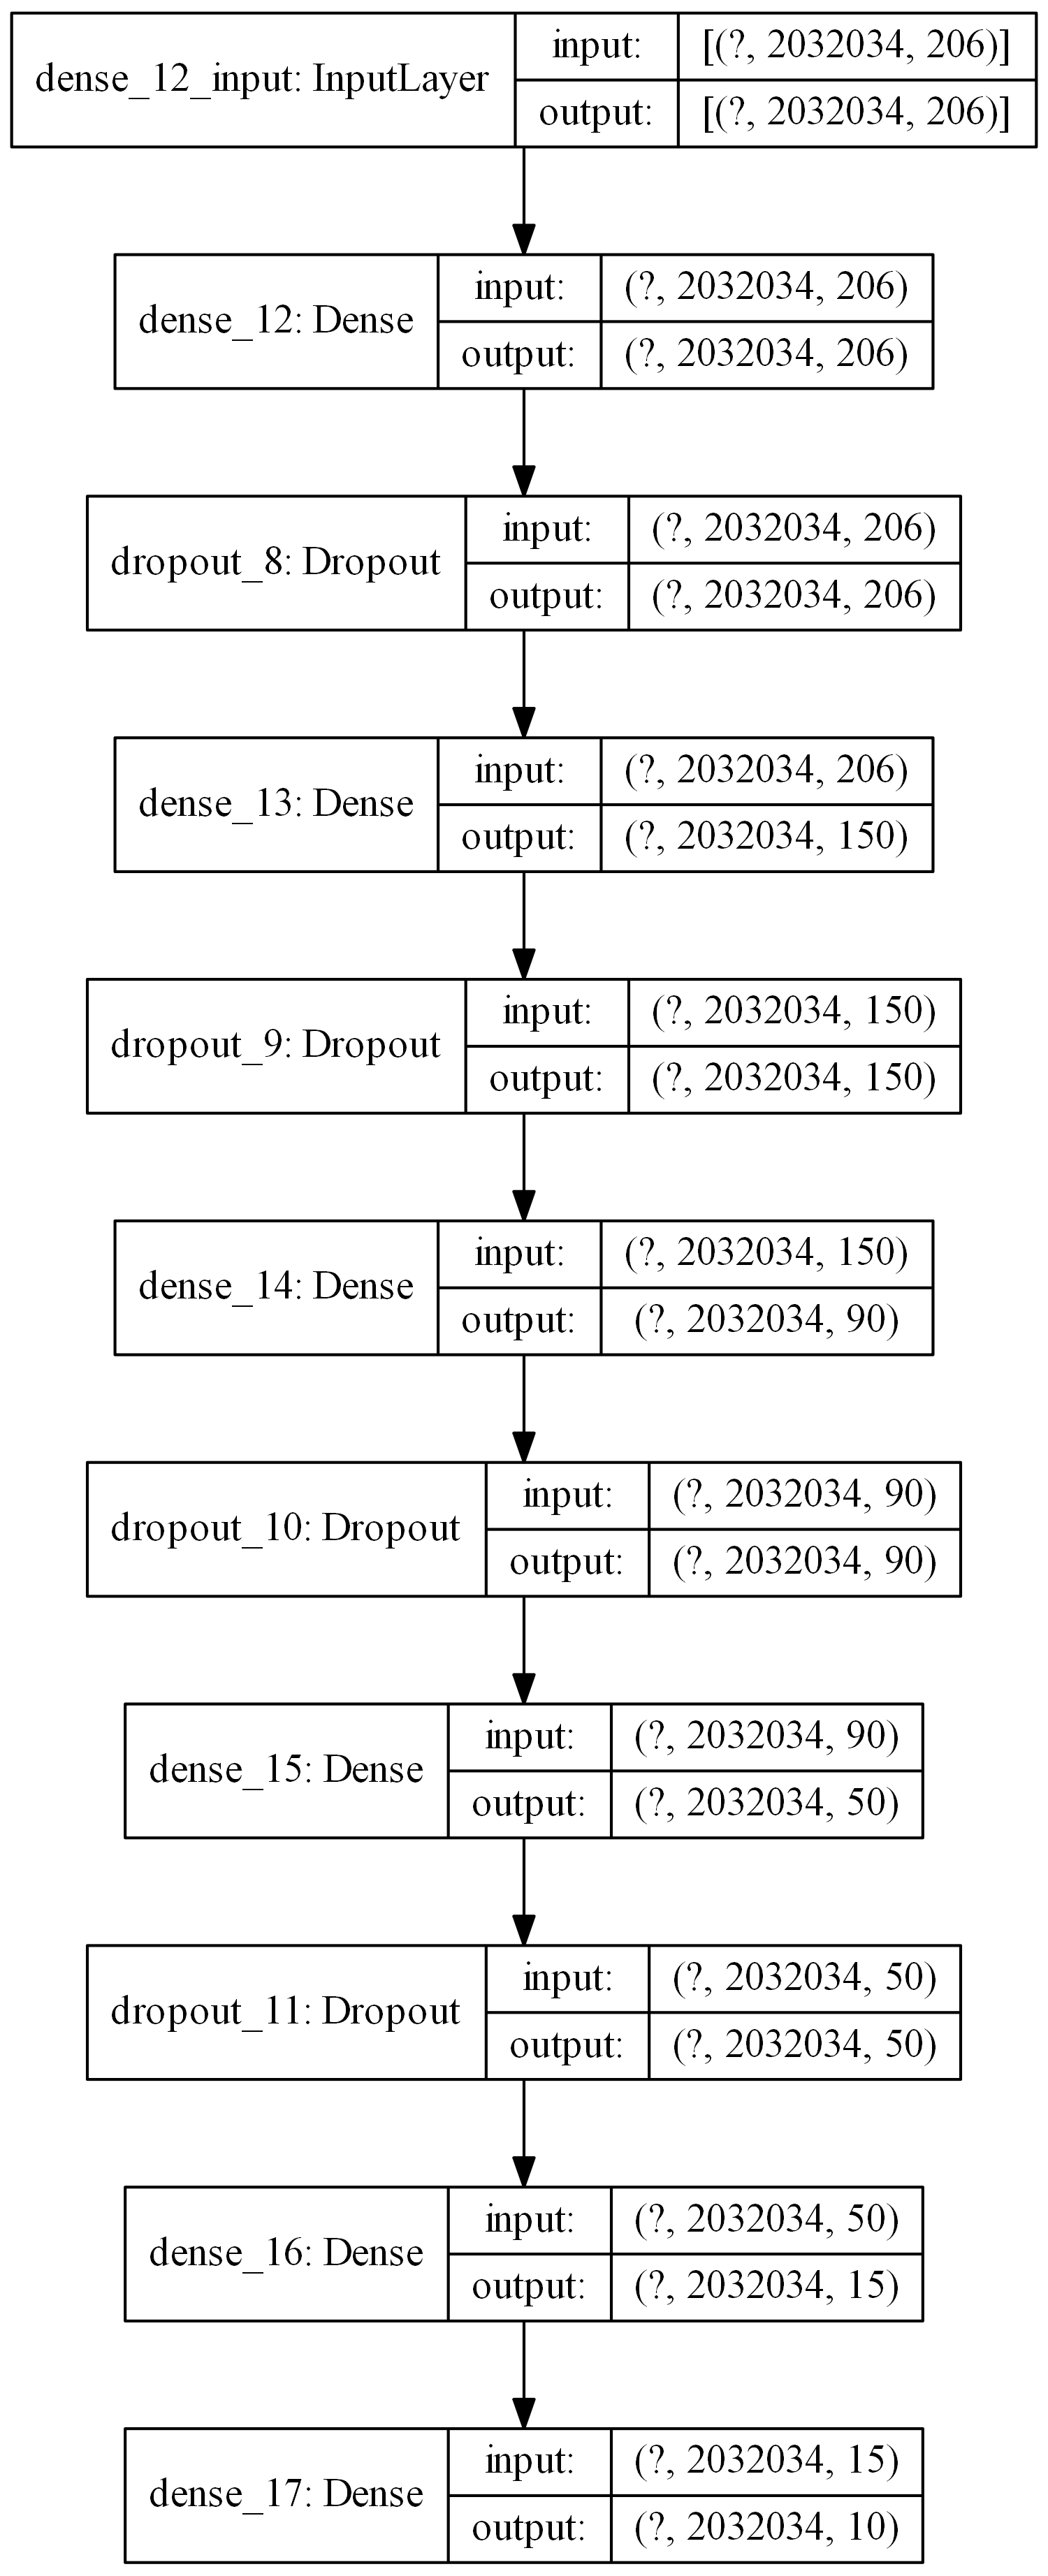 dense_12_input: InputLayer
input: [(?, 2032034, 206)]
output: [(?, 2032034, 206)]
dense_12: Dense
input: (?, 2032034, 206)
output: (?, 2032034, 206)
dropout_8: Dropout
input: (?, 2032034, 206)
output: (?, 2032034, 206)
dense_13: Dense
input: (?, 2032034, 206)
output: (?, 2032034, 150)
dropout_9: Dropout
input: (?, 2032034, 150)
output: (?, 2032034, 150)
dense_14: Dense
input: (?, 2032034, 150)
output: (?, 2032034, 90)
dropout_10: Dropout
input: (?, 2032034, 90)
output: (?, 2032034, 90)
dense_15: Dense
input: (?, 2032034, 90)
output: (?, 2032034, 50)
dropout_11: Dropout
input: (?, 2032034, 50)
output: (?, 2032034, 50)
dense_16: Dense
input: (?, 2032034, 50)
output: (?, 2032034, 15)
dense_17: Dense
input: (?, 2032034, 15)
output: (?, 2032034, 10)